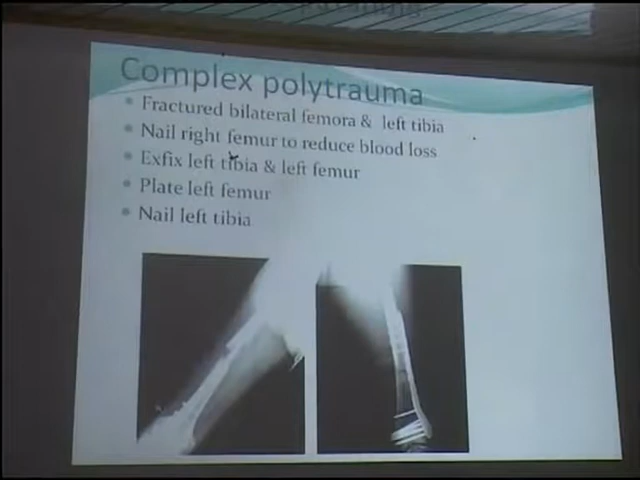 Complex polytrauma
Fractured bilateral femora & left tibia
Nail right femur to reduce blood loss
Exfix left tibia & left femur
Plate left femur
Nail left tibia